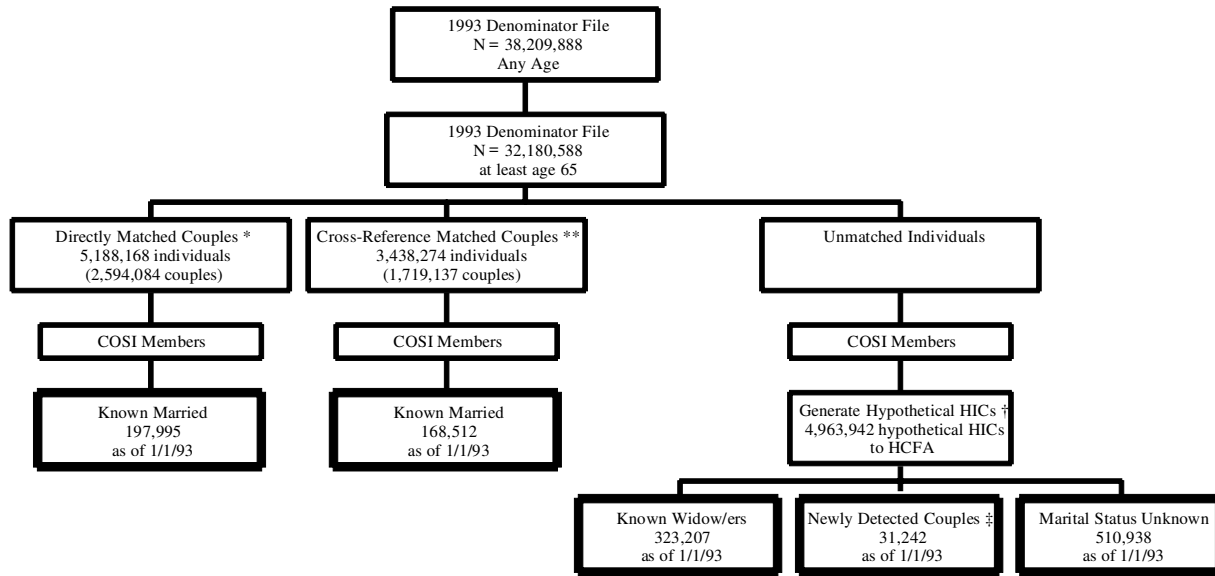 1993 Denominator File
N = 38,209,888
Any Age
1993 Denominator File
N = 32,180,588
at least age 65
Directly Matched Couples *
5,188,168 individuals
(2,594,084 couples)
Cross-Reference Matched Couples **
3,438,274 individuals
(1,719,137 couples)
Unmatched Individuals
COSI Members
COSI Members
COSI Members
Known Married
197,995
as of 1/1/93
Known Married
168,512
as of 1/1/93
Generate Hypothetical HICs †
4,963,942 hypothetical HICs
to HCFA
Known Widow/ers
323,207
as of 1/1/93
Newly Detected Couples ‡
31,242
as of 1/1/93
Marital Status Unknown
510,938
as of 1/1/93